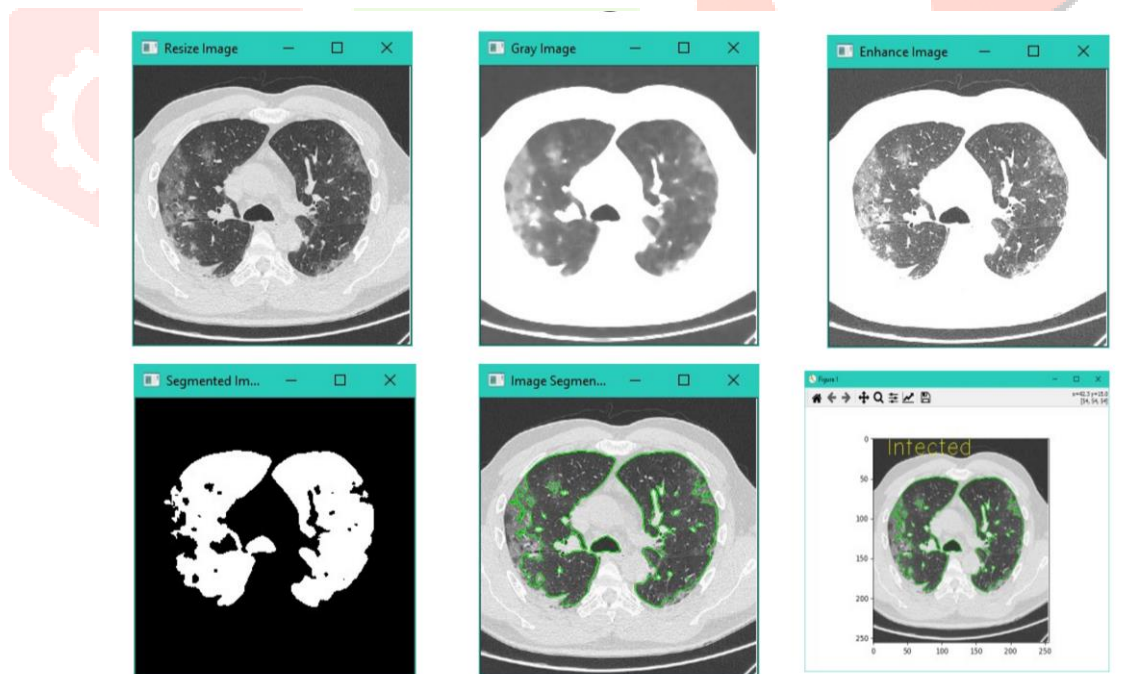 Resize Image
Gray Image
Enhance Image
Segmented Im...
Image Segmen...
Figure 1
Infected
0
50
100
150
200
250
0 50 100 150 200 250